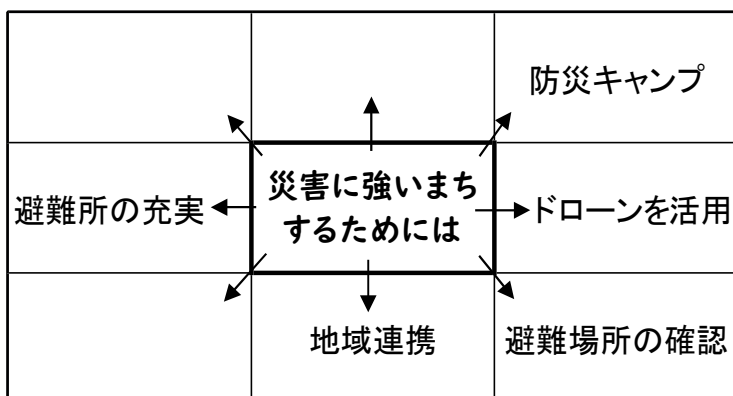 防災キャンプ
避難所の充実
災害に強いまち
するためには
ドローンを活用
地域連携
避難場所の確認